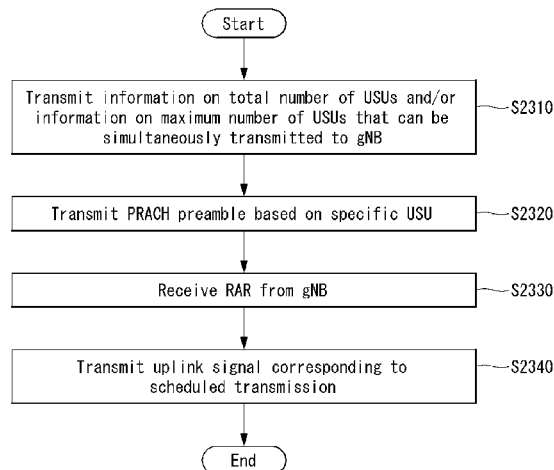 Start
Transmit information on total number of USUs and/or
information on maximum number of USUs that can be
simultaneously transmitted to gNB
S2310
Transmit PRACH preamble based on specific USU
S2320
Receive RAR from gNB
S2330
Transmit uplink signal corresponding to
scheduled transmission
S2340
End